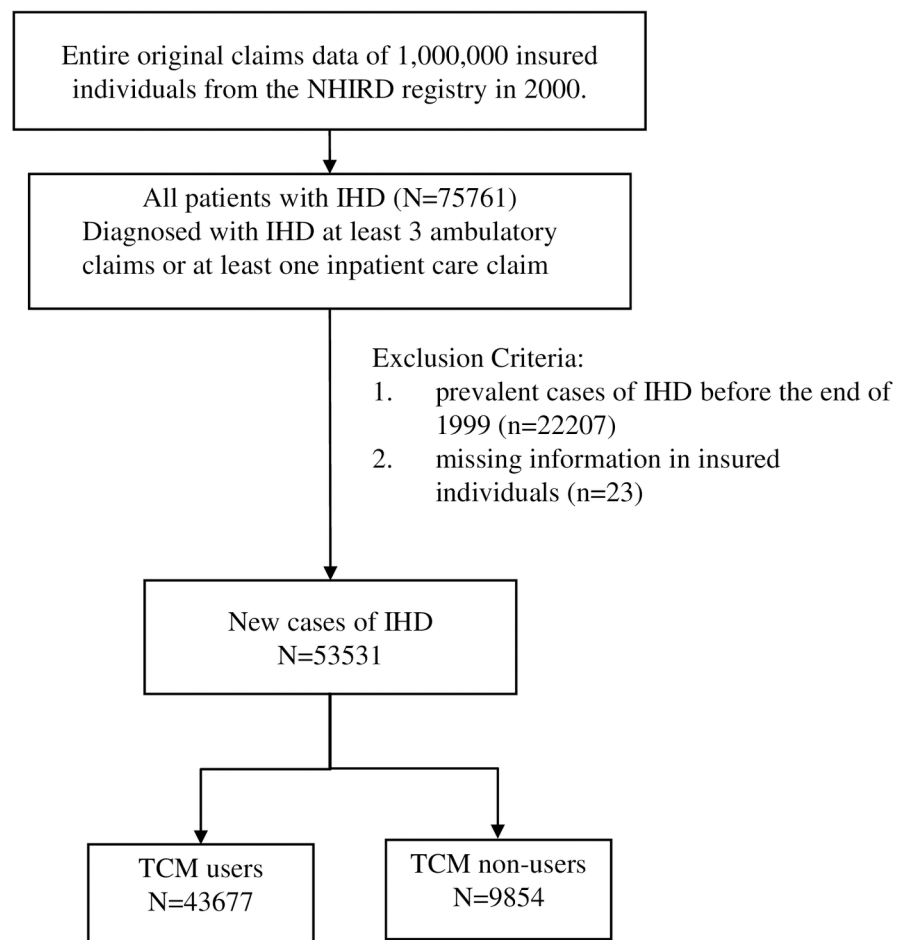 Entire original claims data of 1,000,000 insured
individuals from the NHIRD registry in 2000.
All patients with IHD (N=75761)
Diagnosed with IHD at least 3 ambulatory
claims or at least one inpatient care claim
Exclusion Criteria:
1. prevalent cases of IHD before the end of
1999 (n=22207)
2. missing information in insured
individuals (n=23)
New cases of IHD
N=53531
TCM users
N=43677
TCM non-users
N=9854